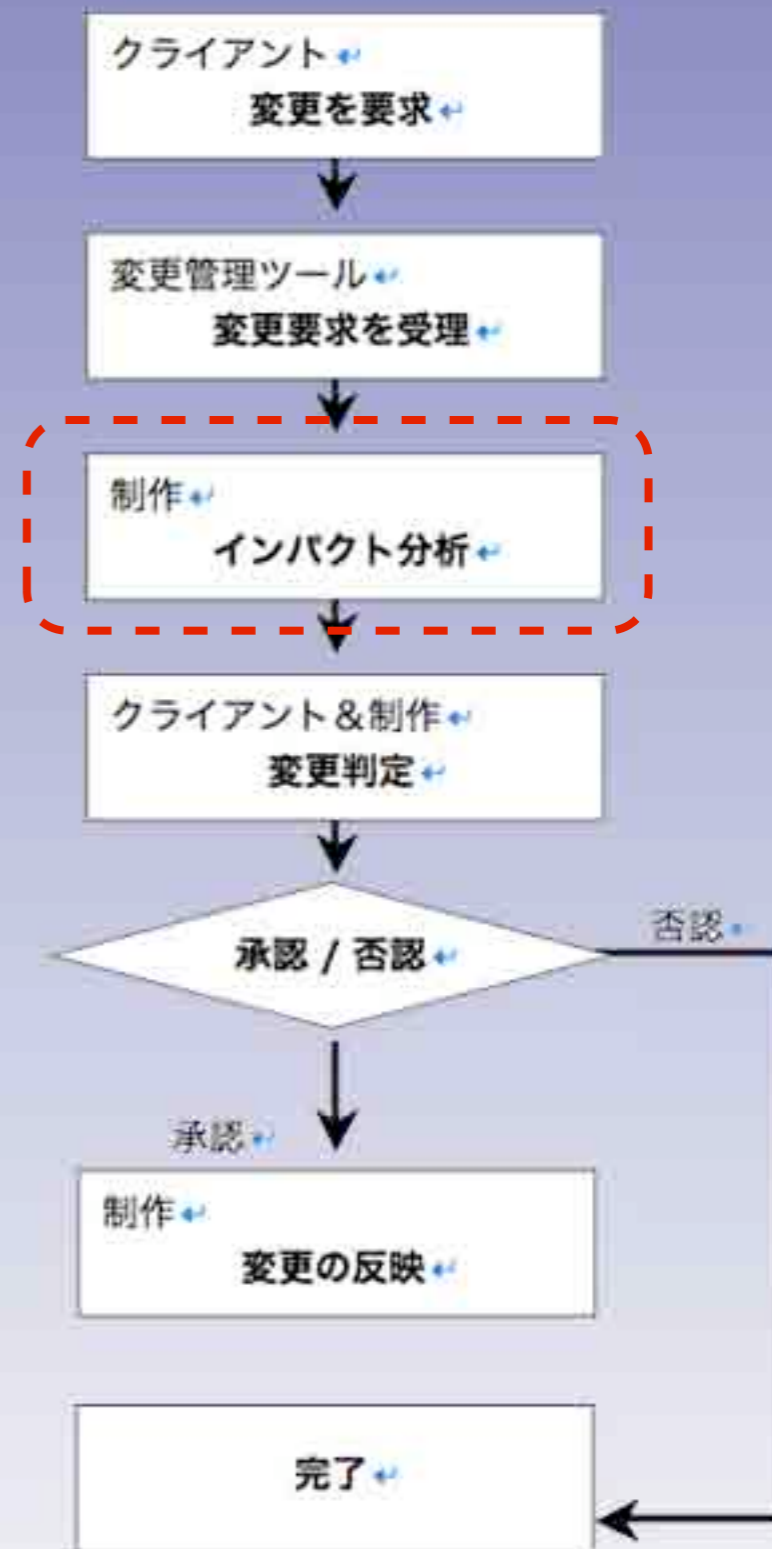 クライアント
変更を要求
変更管理ツール
変更要求を受理
制作
インパクト分析
クライアント＆制作
変更判定
承認 / 否認
否認
承認
制作
変更の反映
完了